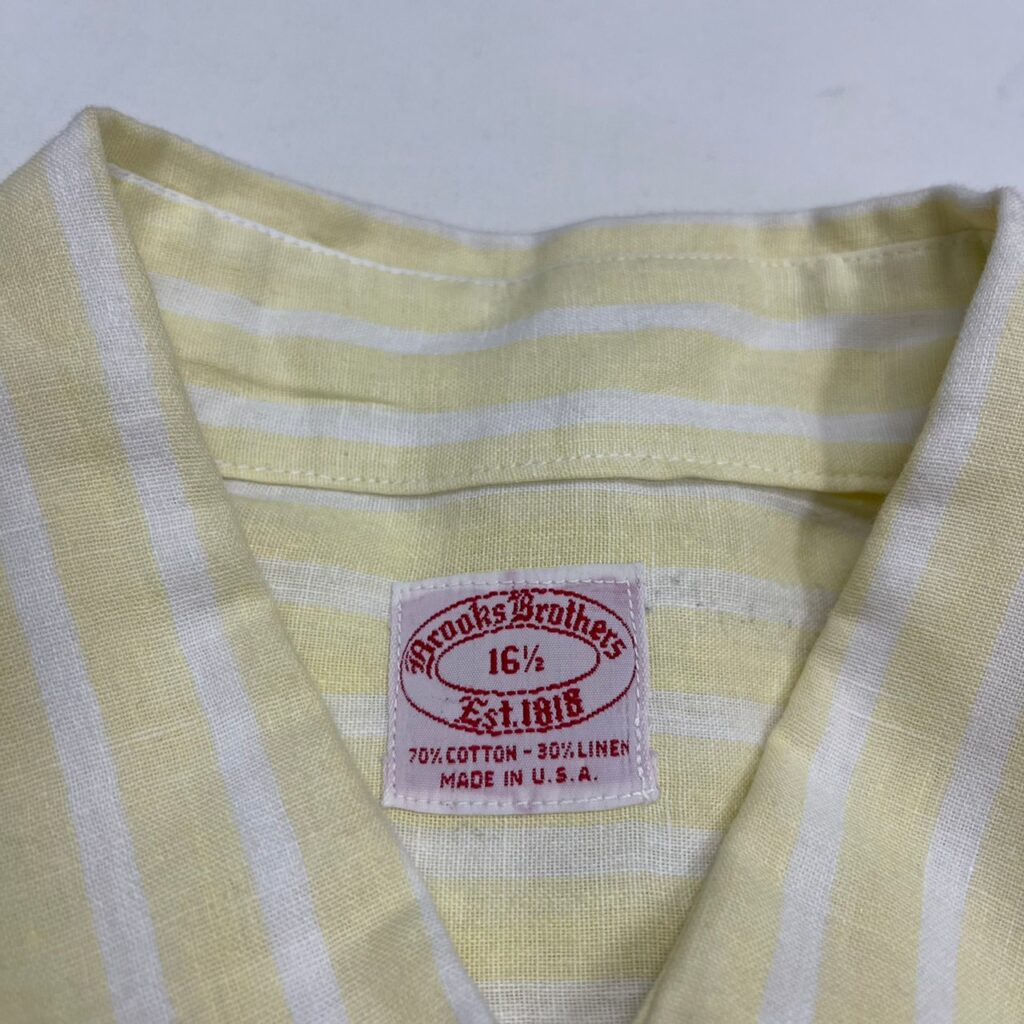 Brooks Brothers
16½
Est. 1818
70% COTTON - 30% LINEN
MADE IN U.S.A.